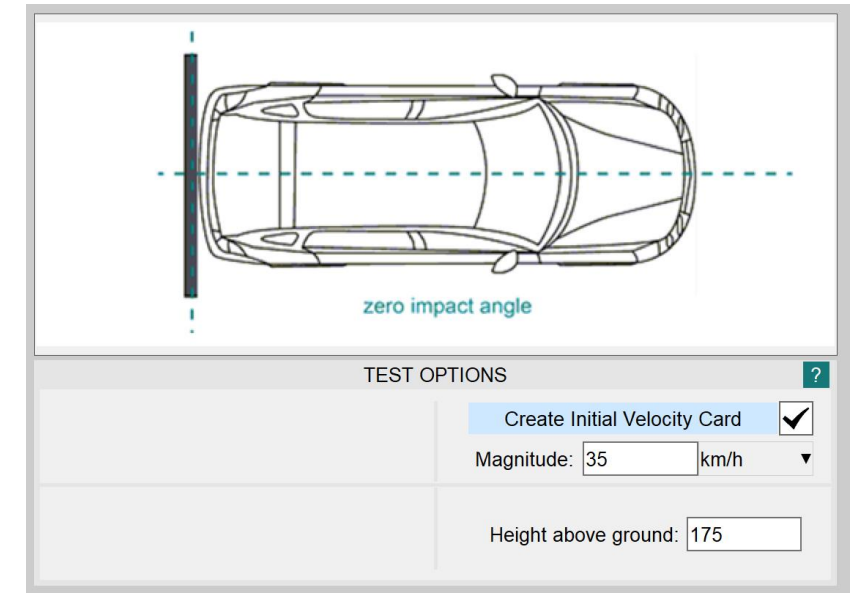 zero impact angle
TEST OPTIONS ?
Create Initial Velocity Card
Magnitude: 35 km/h
Height above ground: 175